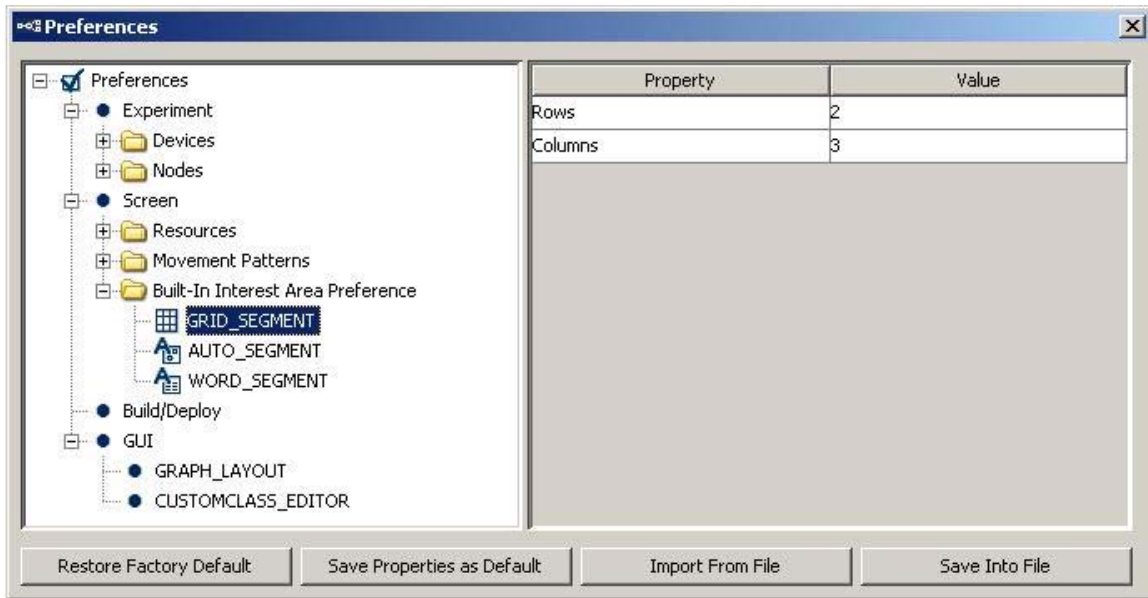 Preferences
Preferences
Experiment
Devices
Nodes
Screen
Resources
Movement Patterns
Built-In Interest Area Preference
GRID_SEGMENT
AUTO_SEGMENT
WORD_SEGMENT
Build/Deploy
GUI
GRAPH_LAYOUT
CUSTOMCLASS_EDITOR
Property Value
Rows 2
Columns 3
Restore Factory Default Save Properties as Default Import From File Save Into File